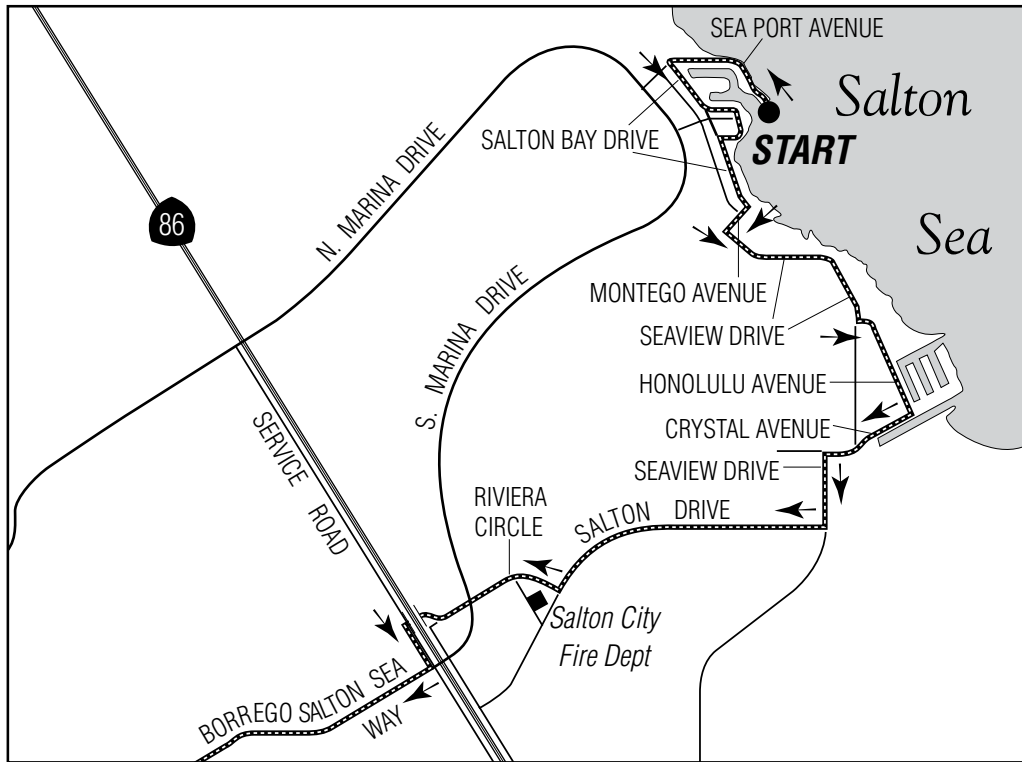 SEA PORT AVENUE
Salton
Sea
START
SALTON BAY DRIVE
N. MARINA DRIVE
86
S. MARINA DRIVE
MONTEGO AVENUE
SEAVIEW DRIVE
HONOLULU AVENUE
CRYSTAL AVENUE
SEAVIEW DRIVE
SERVICE ROAD
RIVIERA
CIRCLE
SALTON DRIVE
Salton City
Fire Dept
BORREGO SALTON SEA
WAY